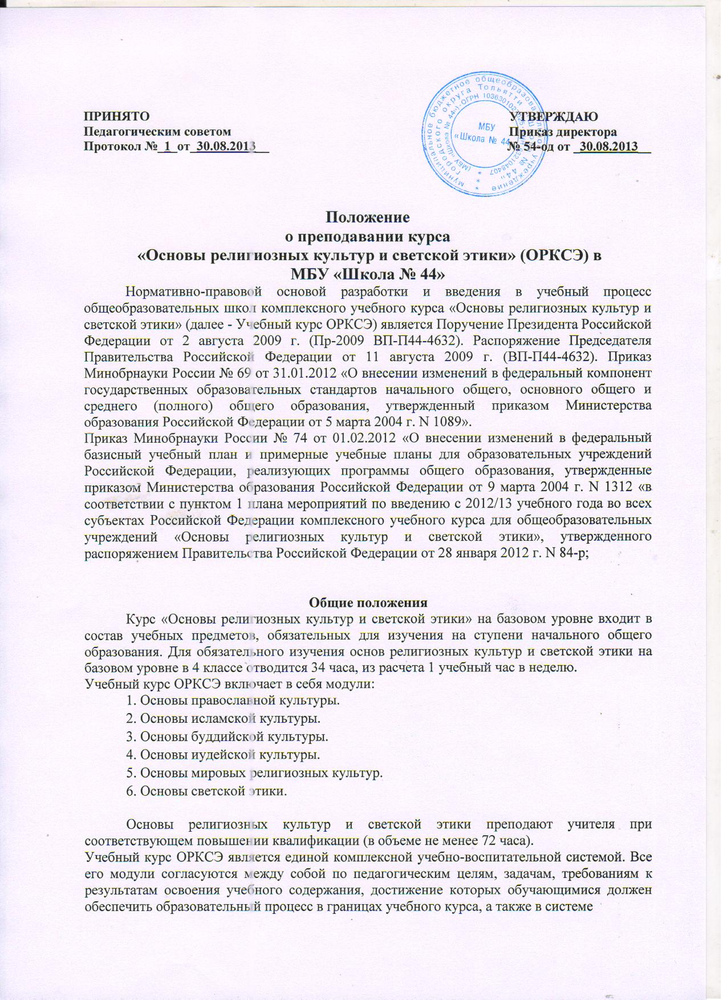 ПРИНЯТО УТВЕРЖДАЮ
Педагогическим советом Приказ директора
Протокол №_1_от_30.08.2013__ № 54-од от _30.08.2013__
муниципальное бюджетное общеобразовательное учреждение
городского округа Тольятти «Школа № 44»
(МБУ «Школа № 44»)
МБУ
«Школа № 44
Положение
о преподавании курса
«Основы религиозных культур и светской этики» (ОРКСЭ) в
МБУ «Школа № 44»
Нормативно-правовой основой разработки и введения в учебный процесс
общеобразовательных школ комплексного учебного курса «Основы религиозных культур и
светской этики» (далее - Учебный курс ОРКСЭ) является Поручение Президента Российской
Федерации от 2 августа 2009 г. (Пр-2009 ВП-П44-4632). Распоряжение Председателя
Правительства Российской Федерации от 11 августа 2009 г. (ВП-П44-4632). Приказ
Минобрнауки России № 69 от 31.01.2012 «О внесении изменений в федеральный компонент
государственных образовательных стандартов начального общего, основного общего и
среднего (полного) общего образования, утвержденный приказом Министерства
образования Российской Федерации от 5 марта 2004 г. N 1089».
Приказ Минобрнауки России № 74 от 01.02.2012 «О внесении изменений в федеральный
базисный учебный план и примерные учебные планы для образовательных учреждений
Российской Федерации, реализующих программы общего образования, утвержденные
приказом Министерства образования Российской Федерации от 9 марта 2004 г. N 1312 «в
соответствии с пунктом 1 плана мероприятий по введению с 2012/13 учебного года во всех
субъектах Российской Федерации комплексного учебного курса для общеобразовательных
учреждений «Основы религиозных культур и светской этики», утвержденного
распоряжением Правительства Российской Федерации от 28 января 2012 г. N 84-р;
Общие положения
Курс «Основы религиозных культур и светской этики» на базовом уровне входит в
состав учебных предметов, обязательных для изучения на ступени начального общего
образования. Для обязательного изучения основ религиозных культур и светской этики на
базовом уровне в 4 классе отводится 34 часа, из расчета 1 учебный час в неделю.
Учебный курс ОРКСЭ включает в себя модули:
1. Основы православной культуры.
2. Основы исламской культуры.
3. Основы буддийской культуры.
4. Основы иудейской культуры.
5. Основы мировых религиозных культур.
6. Основы светской этики.
Основы религиозных культур и светской этики преподают учителя при
соответствующем повышении квалификации (в объеме не менее 72 часа).
Учебный курс ОРКСЭ является единой комплексной учебно-воспитательной системой. Все
его модули согласуются между собой по педагогическим целям, задачам, требованиям к
результатам освоения учебного содержания, достижение которых обучающимися должен
обеспечить образовательный процесс в границах учебного курса, а также в системе